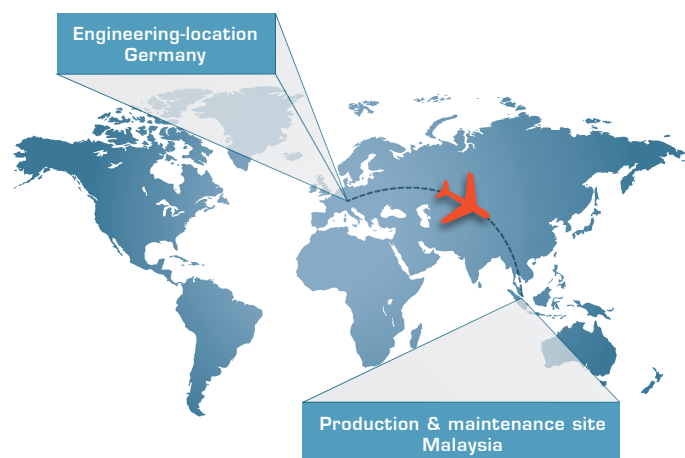 Engineering-location
Germany
Production & maintenance site
Malaysia